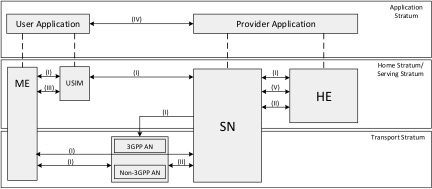 Application
Stratum
User Application
(IV)
Provider Application
Home Stratum/
Serving Stratum
ME
(I)
(III)
USIM
(I)
SN
(I)
(V)
(II)
HE
(I)
Transport Stratum
3GPP AN
(I)
(I)
Non-3GPP AN
(II)